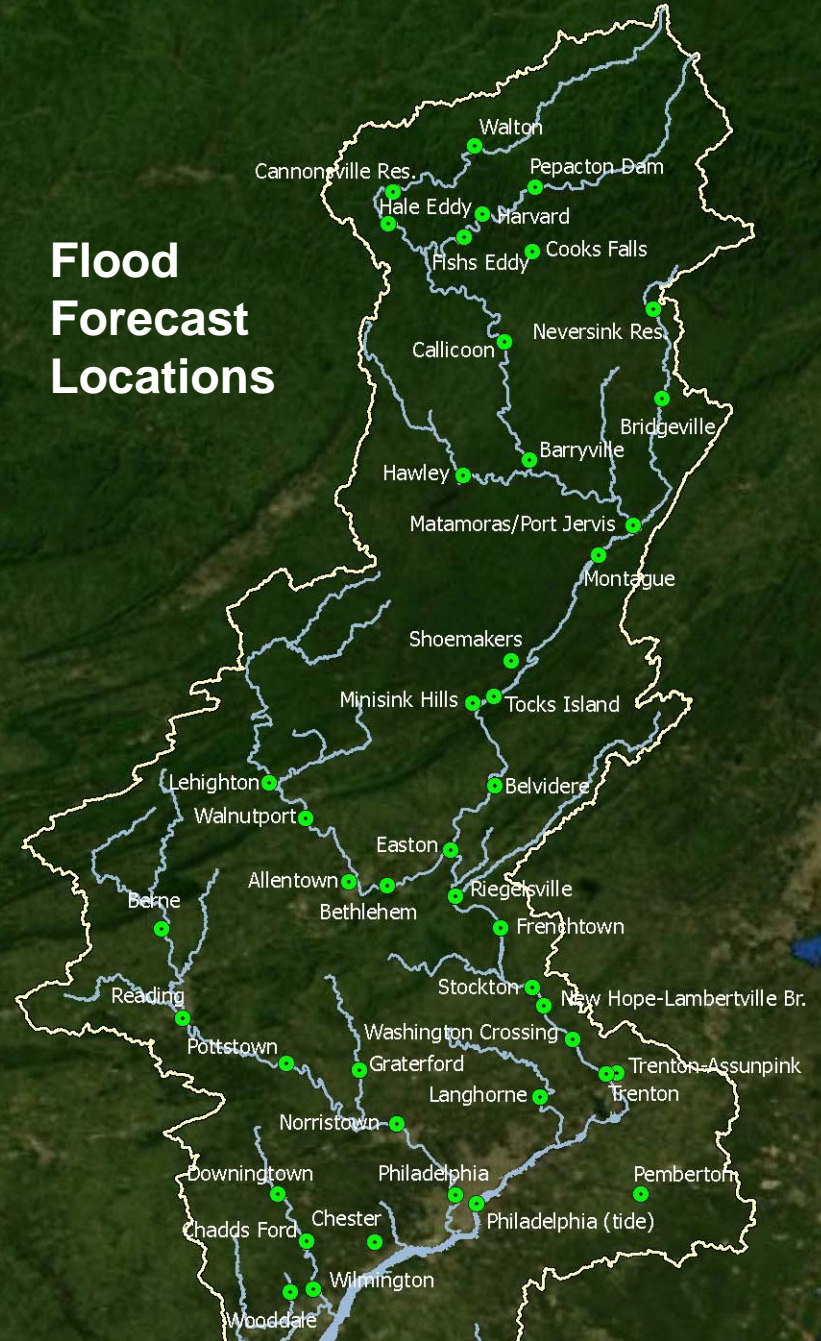 Flood
Forecast
Locations
Walton
Cannonsville Res.
Pepacton Dam
Hale Eddy
Harvard
Fishs Eddy
Cooks Falls
Neversink Res.
Callicoon
Bridgeville
Barryville
Hawley
Matamoras/Port Jervis
Montague
Shoemakers
Minisink Hills
Tocks Island
Lehighton
Belvidere
Walnutport
Easton
Allentown
Riegelsville
Bethlehem
Berne
Frenchtown
Stockton
Reading
New Hope-Lambertville Br.
Washington Crossing
Pottstown
Graterford
Trenton-Assunpink
Langhorne
Trenton
Norristown
Downingtown
Philadelphia
Pemberton
Chadds Ford
Chester
Philadelphia (tide)
Wilmington
Wooddale